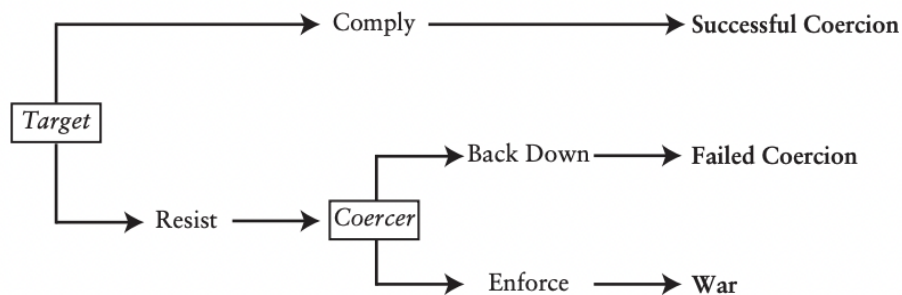 Comply
Successful Coercion
Target
Back Down
Failed Coercion
Resist
Coercer
Enforce
War